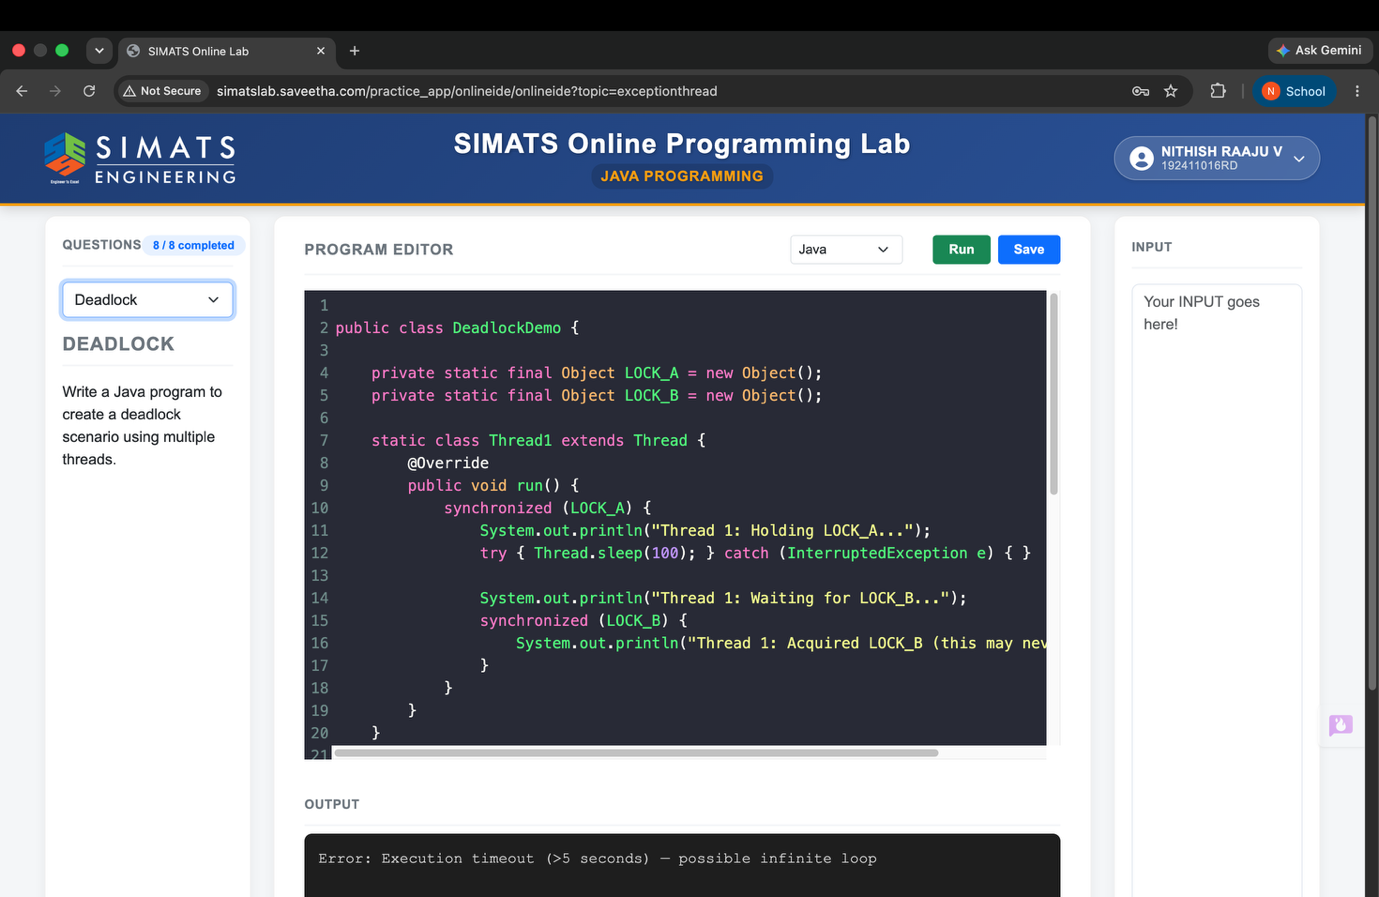 SIMATS Online Lab
Ask Gemini
Not Secure
simatslab.saveetha.com/practice_app/onlineide/onlineide?topic=exceptionthread
N School
SIMATS
ENGINEERING
SIMATS Online Programming Lab
JAVA PROGRAMMING
NITHISH RAAJU V
192411016RD
QUESTIONS 8 / 8 completed
Deadlock
DEADLOCK
Write a Java program to
create a deadlock
scenario using multiple
threads.
PROGRAM EDITOR
Java
Run
Save
1
2 public class DeadlockDemo {
3
4     private static final Object LOCK_A = new Object();
5     private static final Object LOCK_B = new Object();
6
7     static class Thread1 extends Thread {
8         @Override
9         public void run() {
10             synchronized (LOCK_A) {
11                 System.out.println("Thread 1: Holding LOCK_A...");
12                 try { Thread.sleep(100); } catch (InterruptedException e) { }
13
14                 System.out.println("Thread 1: Waiting for LOCK_B...");
15                 synchronized (LOCK_B) {
16                     System.out.println("Thread 1: Acquired LOCK_B (this may nev
17                 }
18             }
19         }
20     }
21
OUTPUT
Error: Execution timeout (>5 seconds) — possible infinite loop
INPUT
Your INPUT goes
here!